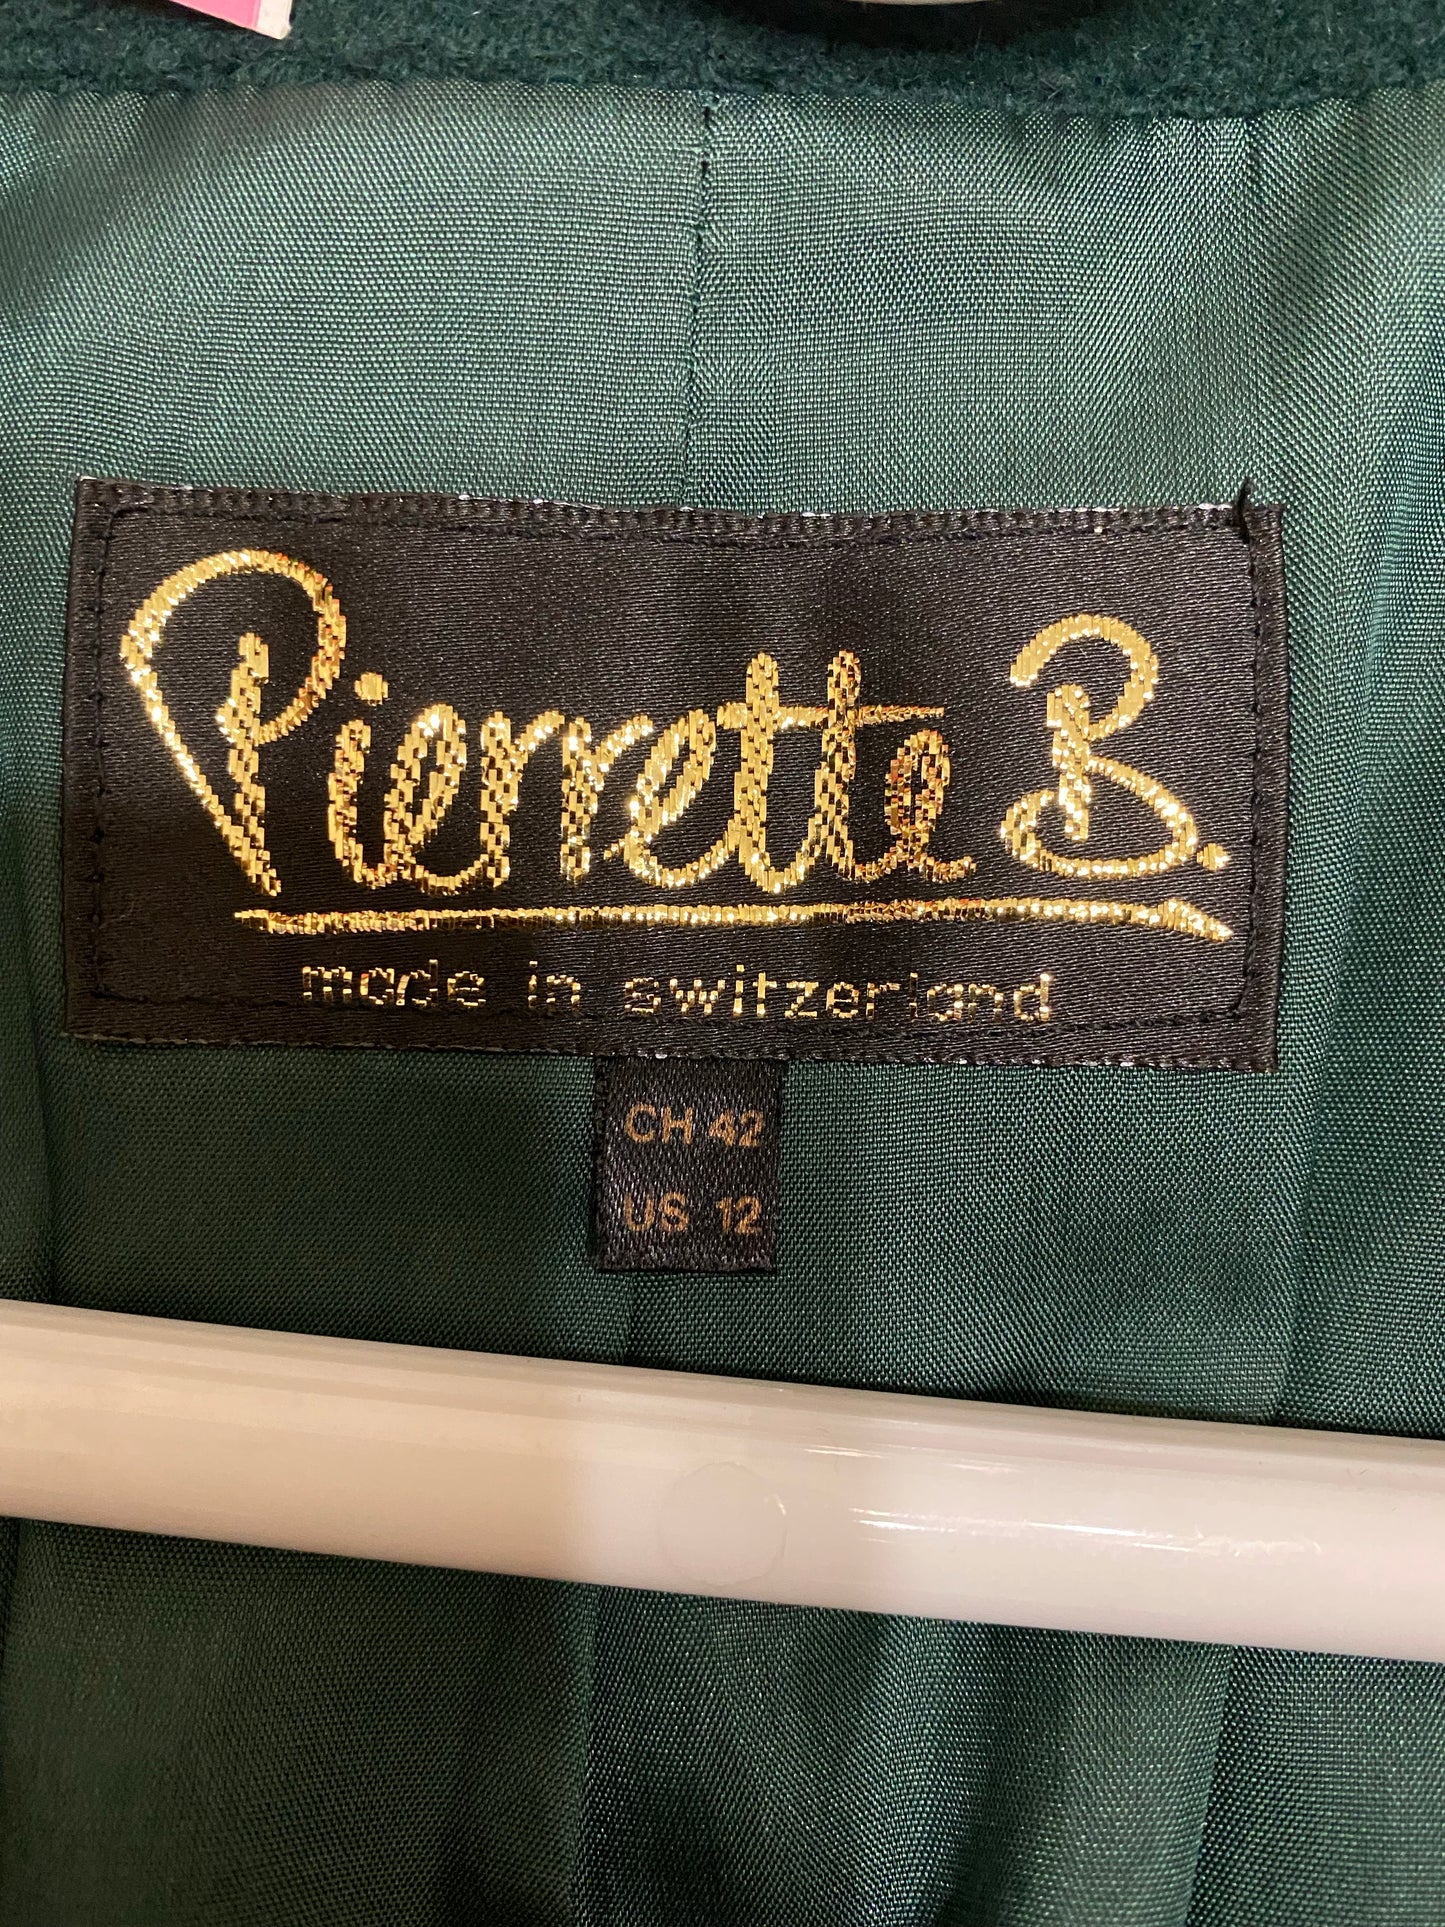 Pierrette B.
made in switzerland
CH 42
US 12